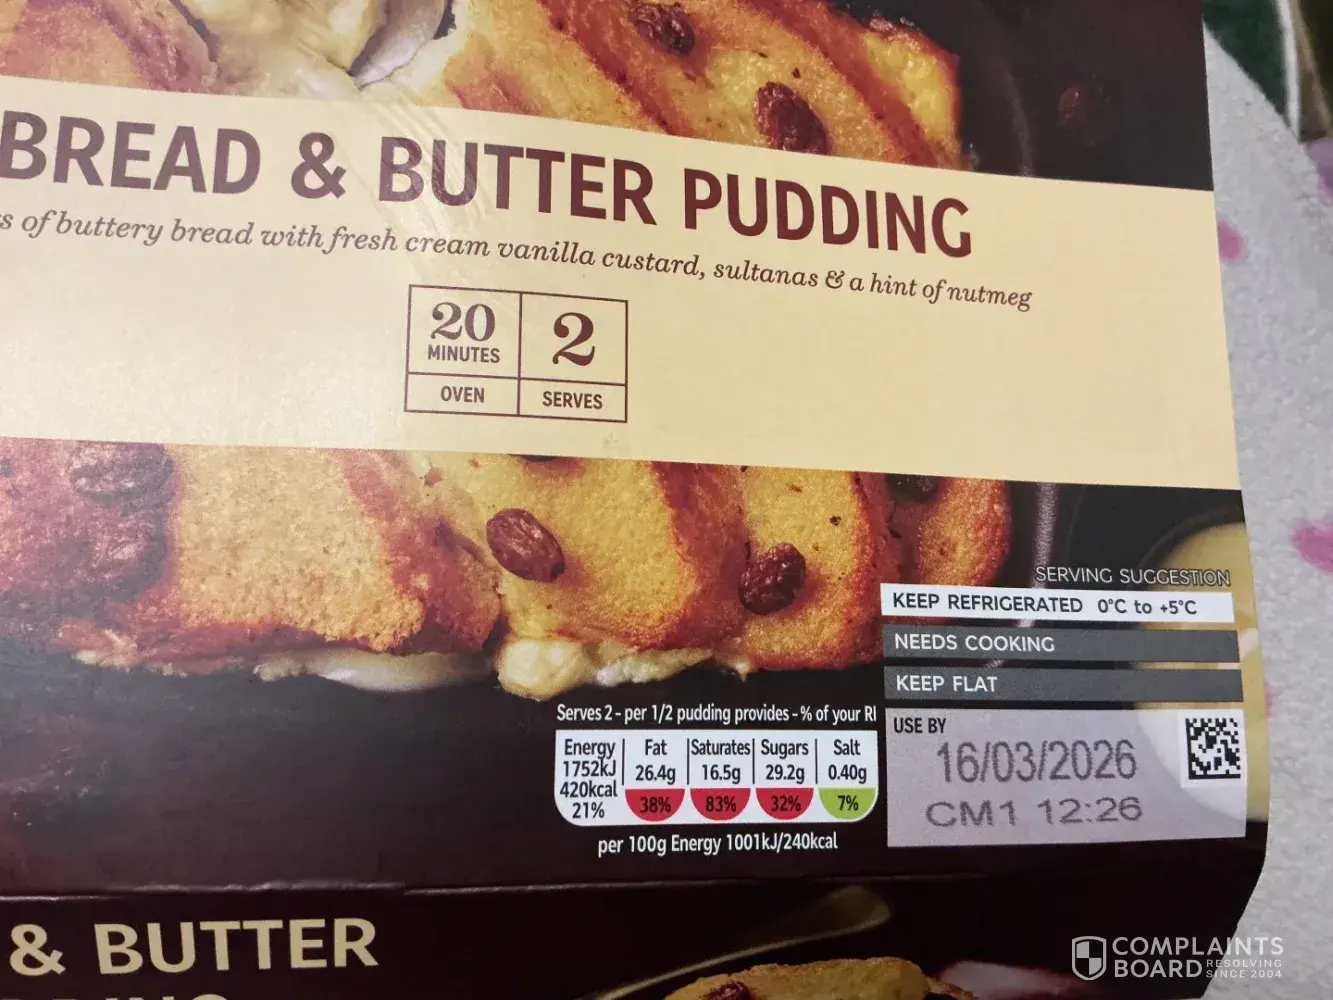 BREAD & BUTTER PUDDING
of buttery bread with fresh cream vanilla custard, sultanas & a hint of nutmeg
20
MINUTES
OVEN
2
SERVES
SERVING SUGGESTION
KEEP REFRIGERATED 0°C to +5°C
NEEDS COOKING
KEEP FLAT
USE BY
16/03/2026
CM1 12:26
Serves 2 - per 1/2 pudding provides - % of your RI
Energy 1752kJ 420kcal 21%
Fat 26.4g 38%
Saturates 16.5g 83%
Sugars 29.2g 32%
Salt 0.40g 7%
per 100g Energy 1001kJ/240kcal
& BUTTER
COMPLAINTS
BOARD RESOLVING SINCE 2004